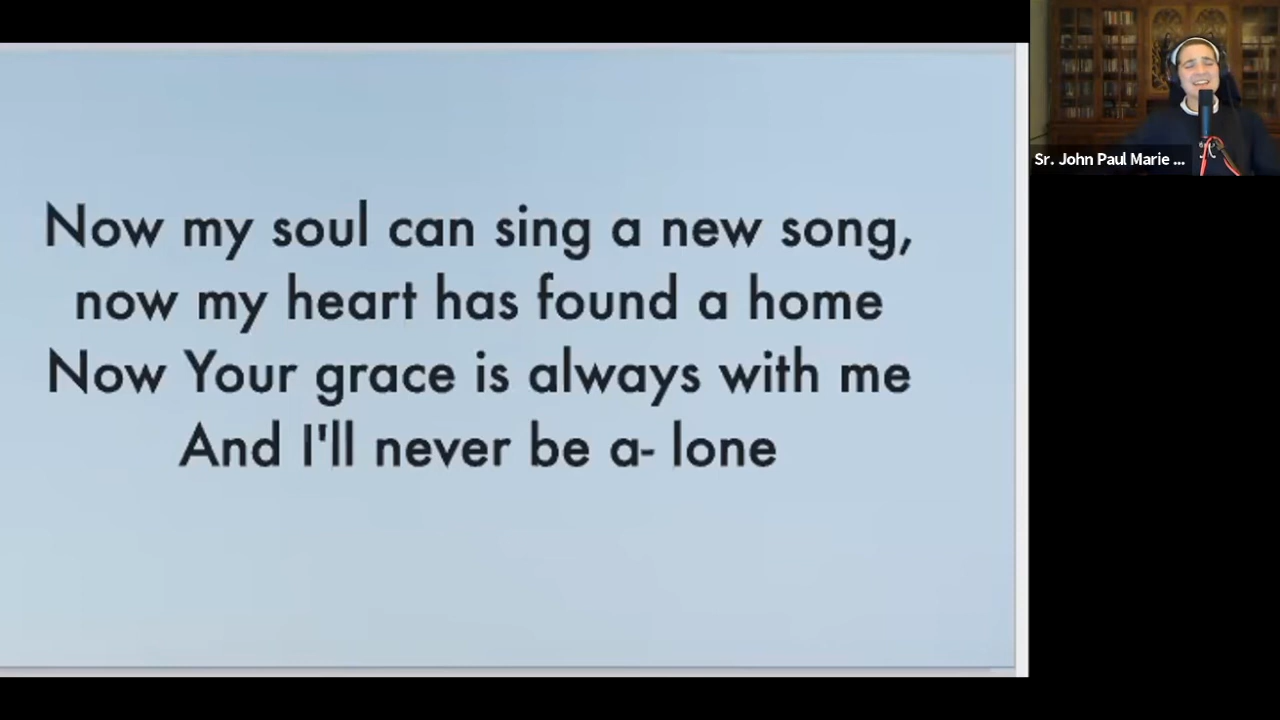 Now my soul can sing a new song,
now my heart has found a home
Now Your grace is always with me
And I'll never be a- lone
Sr. John Paul Marie ...